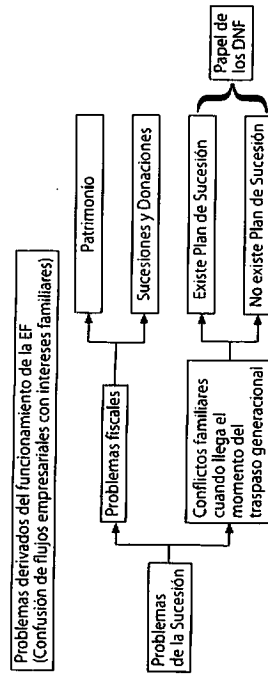 Problemas derivados del funcionamiento de la EF
(Confusión de flujos empresariales con intereses familiares)
Problemas
de la Sucesión
Problemas fiscales
Patrimonio
Sucesiones y Donaciones
Conflictos familiares
cuando llega el
momento del
traspaso generacional
Existe Plan de Sucesión
No existe Plan de Sucesión
Papel de
los DNF